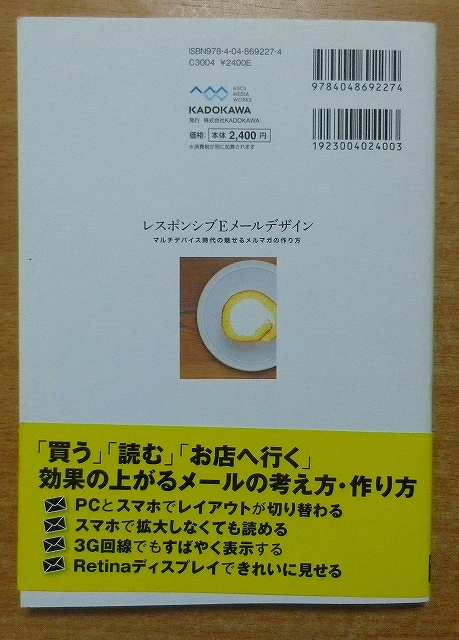 ISBN978-4-04-869227-4
C3004 ¥2400E
9784048692274
ASCII
MEDIA
WORKS
KADOKAWA
発行 株式会社KADOKAWA
価格: 本体 2,400 円
※消費税が別に加算されます
1923004024003
レスポンシブEメールデザイン
マルチデバイス時代の魅せるメルマガの作り方
「買う」「読む」「お店へ行く」
効果の上がるメールの考え方・作り方
PCとスマホでレイアウトが切り替わる
スマホで拡大しなくても読める
3G回線でもすばやく表示する
Retinaディスプレイできれいに見せる